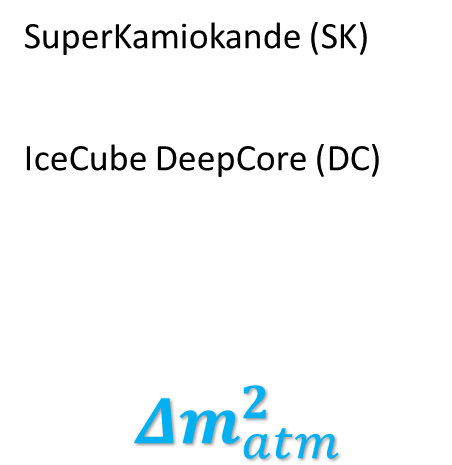 SuperKamiokande (SK)
IceCube DeepCore (DC)
Δm²atm